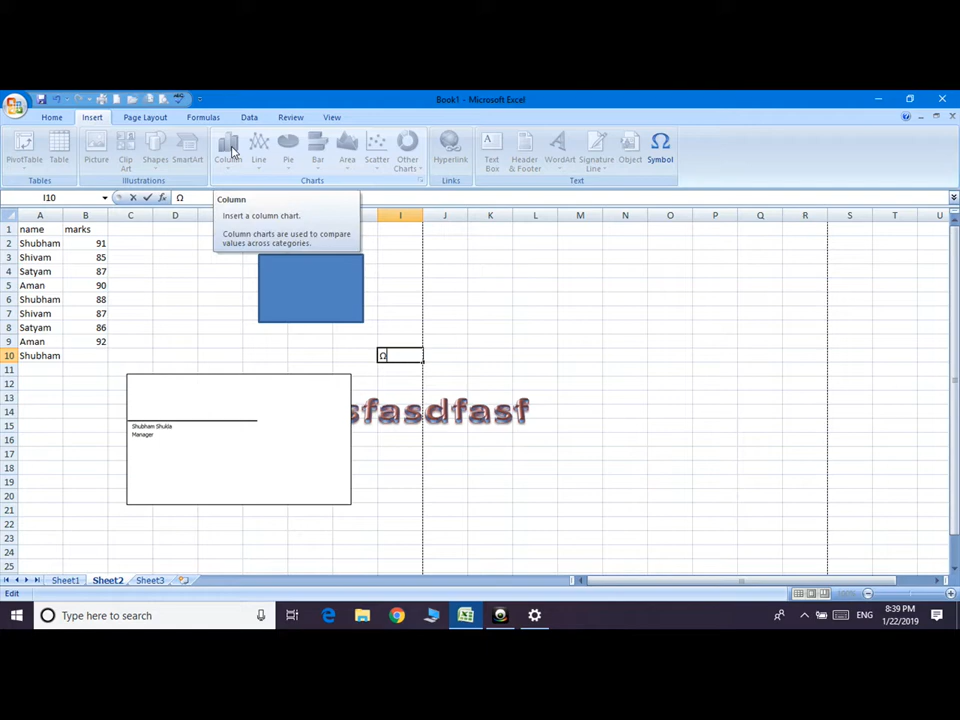 Book1 - Microsoft Excel
Home Insert Page Layout Formulas Data Review View
PivotTable Table Picture Clip Art Shapes SmartArt Column Line Pie Bar Area Scatter Other Charts Hyperlink Text Box Header & Footer WordArt Signature Line Object Symbol
Tables Illustrations Charts Links Text
I10 fx Ω
Column
Insert a column chart.
Column charts are used to compare
values across categories.
A B C D I J K L M N O P Q R S T U
1 name marks
2 Shubham 91
3 Shivam 85
4 Satyam 87
5 Aman 90
6 Shubham 88
7 Shivam 87
8 Satyam 86
9 Aman 92
10 Shubham Ω
11
12
13
14 sfasdfasf
15 Shubham Shukla
Manager
16
17
18
19
20
21
22
23
24
25
Sheet1 Sheet2 Sheet3
Edit 100%
Type here to search
ENG
8:39 PM
1/22/2019